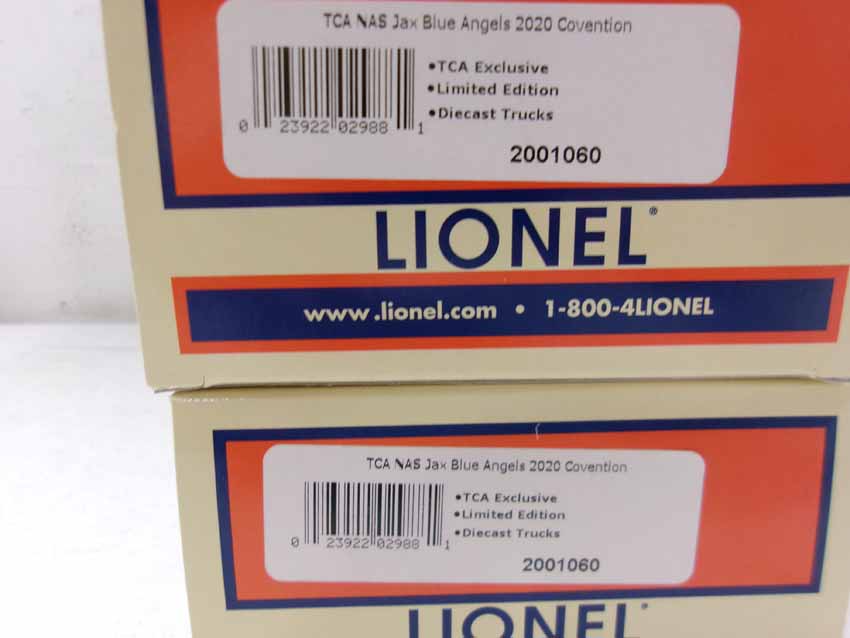 TCA NAS Jax Blue Angels 2020 Covention
•TCA Exclusive
•Limited Edition
•Diecast Trucks
0 23922 02988 1
2001060
LIONEL®
www.lionel.com • 1-800-4LIONEL
TCA NAS Jax Blue Angels 2020 Covention
•TCA Exclusive
•Limited Edition
•Diecast Trucks
0 23922 02988 1
2001060
LIONEL®